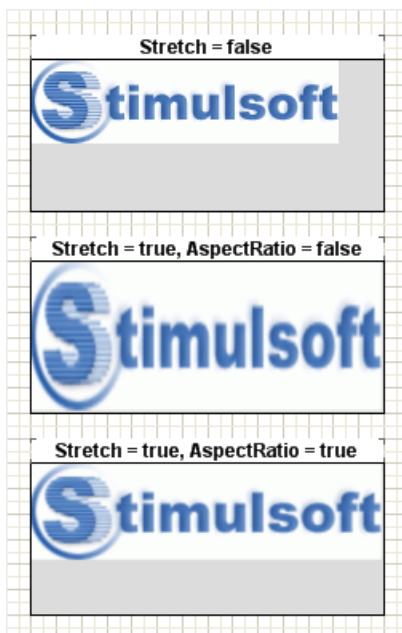 Stretch = false
Stimulsoft
Stretch = true, AspectRatio = false
Stimulsoft
Stretch = true, AspectRatio = true
Stimulsoft